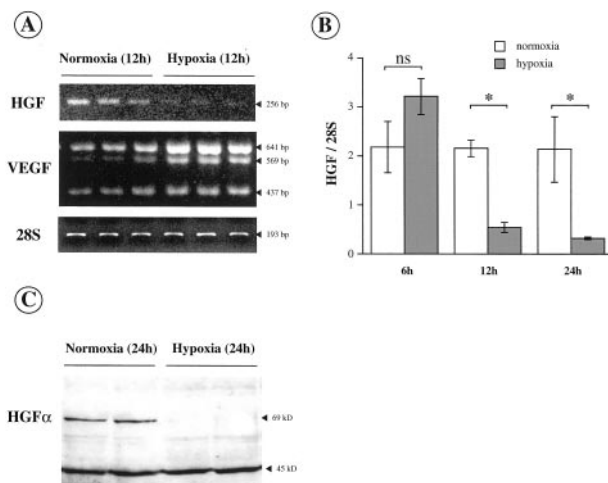 A
Normoxia (12h) Hypoxia (12h)
HGF
256 bp
VEGF
641 bp
569 bp
437 bp
28S
193 bp
B
normoxia
hypoxia
ns
*
*
HGF / 28S
4
3
2
1
0
6h 12h 24h
C
Normoxia (24h) Hypoxia (24h)
HGFα
69 kD
45 kD